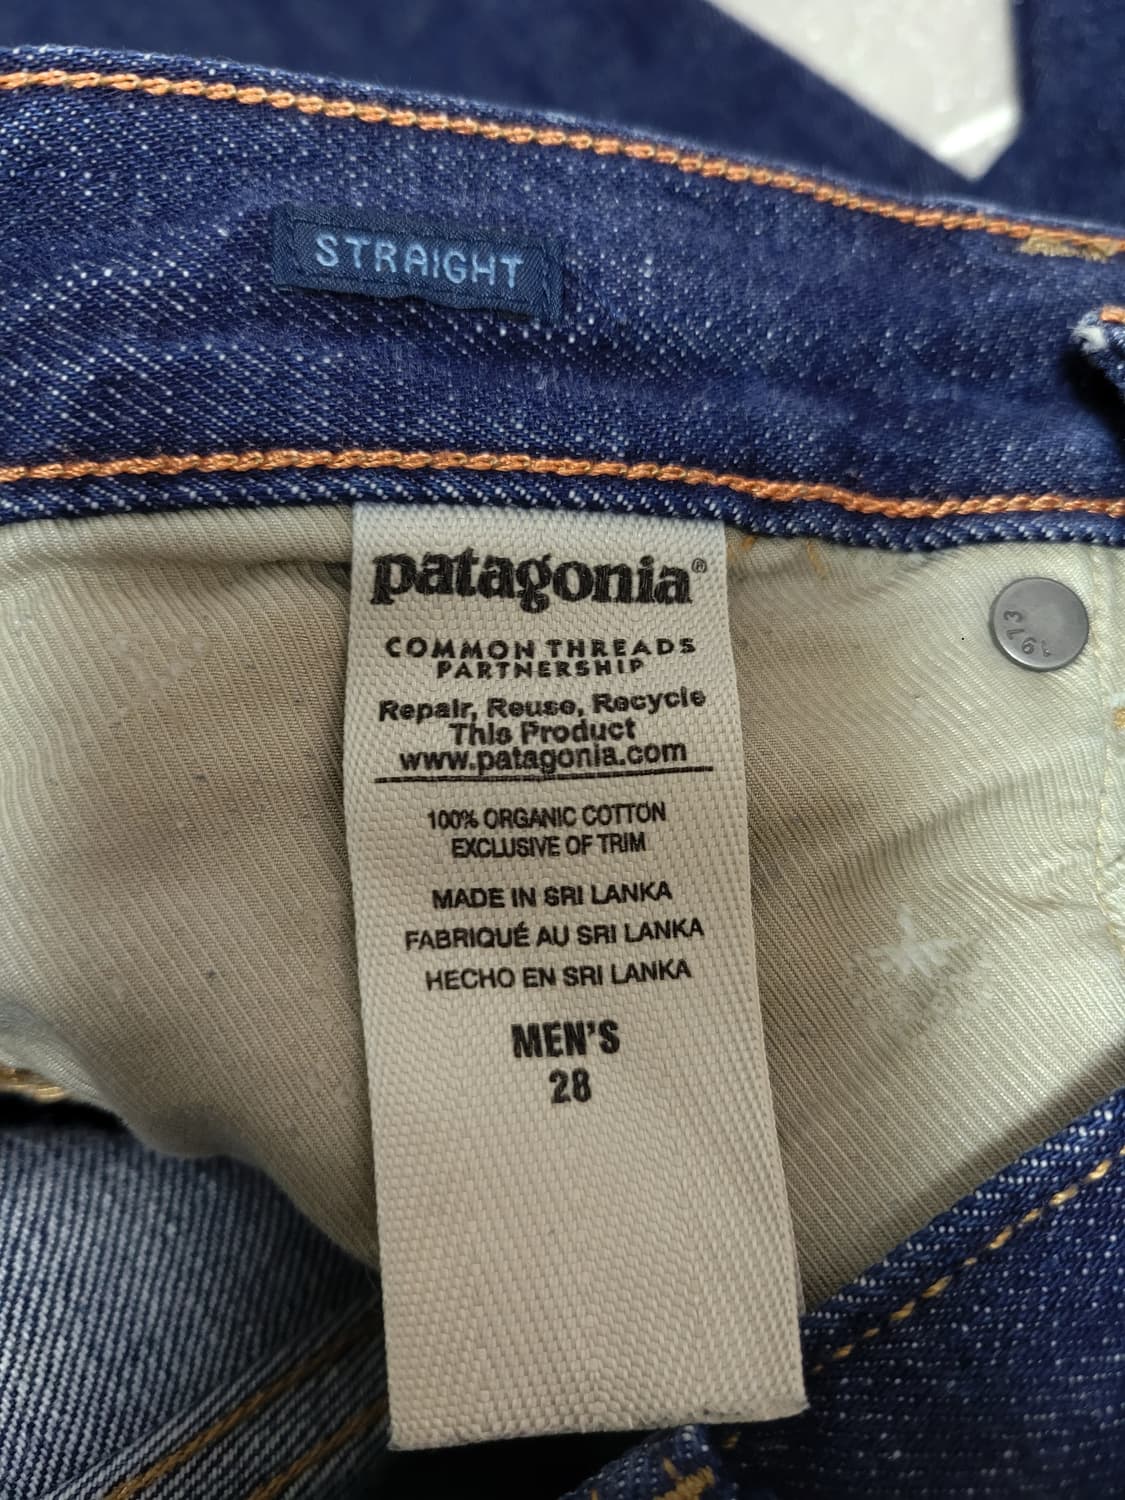 STRAIGHT
patagonia®
COMMON THREADS
PARTNERSHIP
Repair, Reuse, Recycle
This Product
www.patagonia.com
100% ORGANIC COTTON
EXCLUSIVE OF TRIM
MADE IN SRI LANKA
FABRIQUÉ AU SRI LANKA
HECHO EN SRI LANKA
MEN'S
28
1973